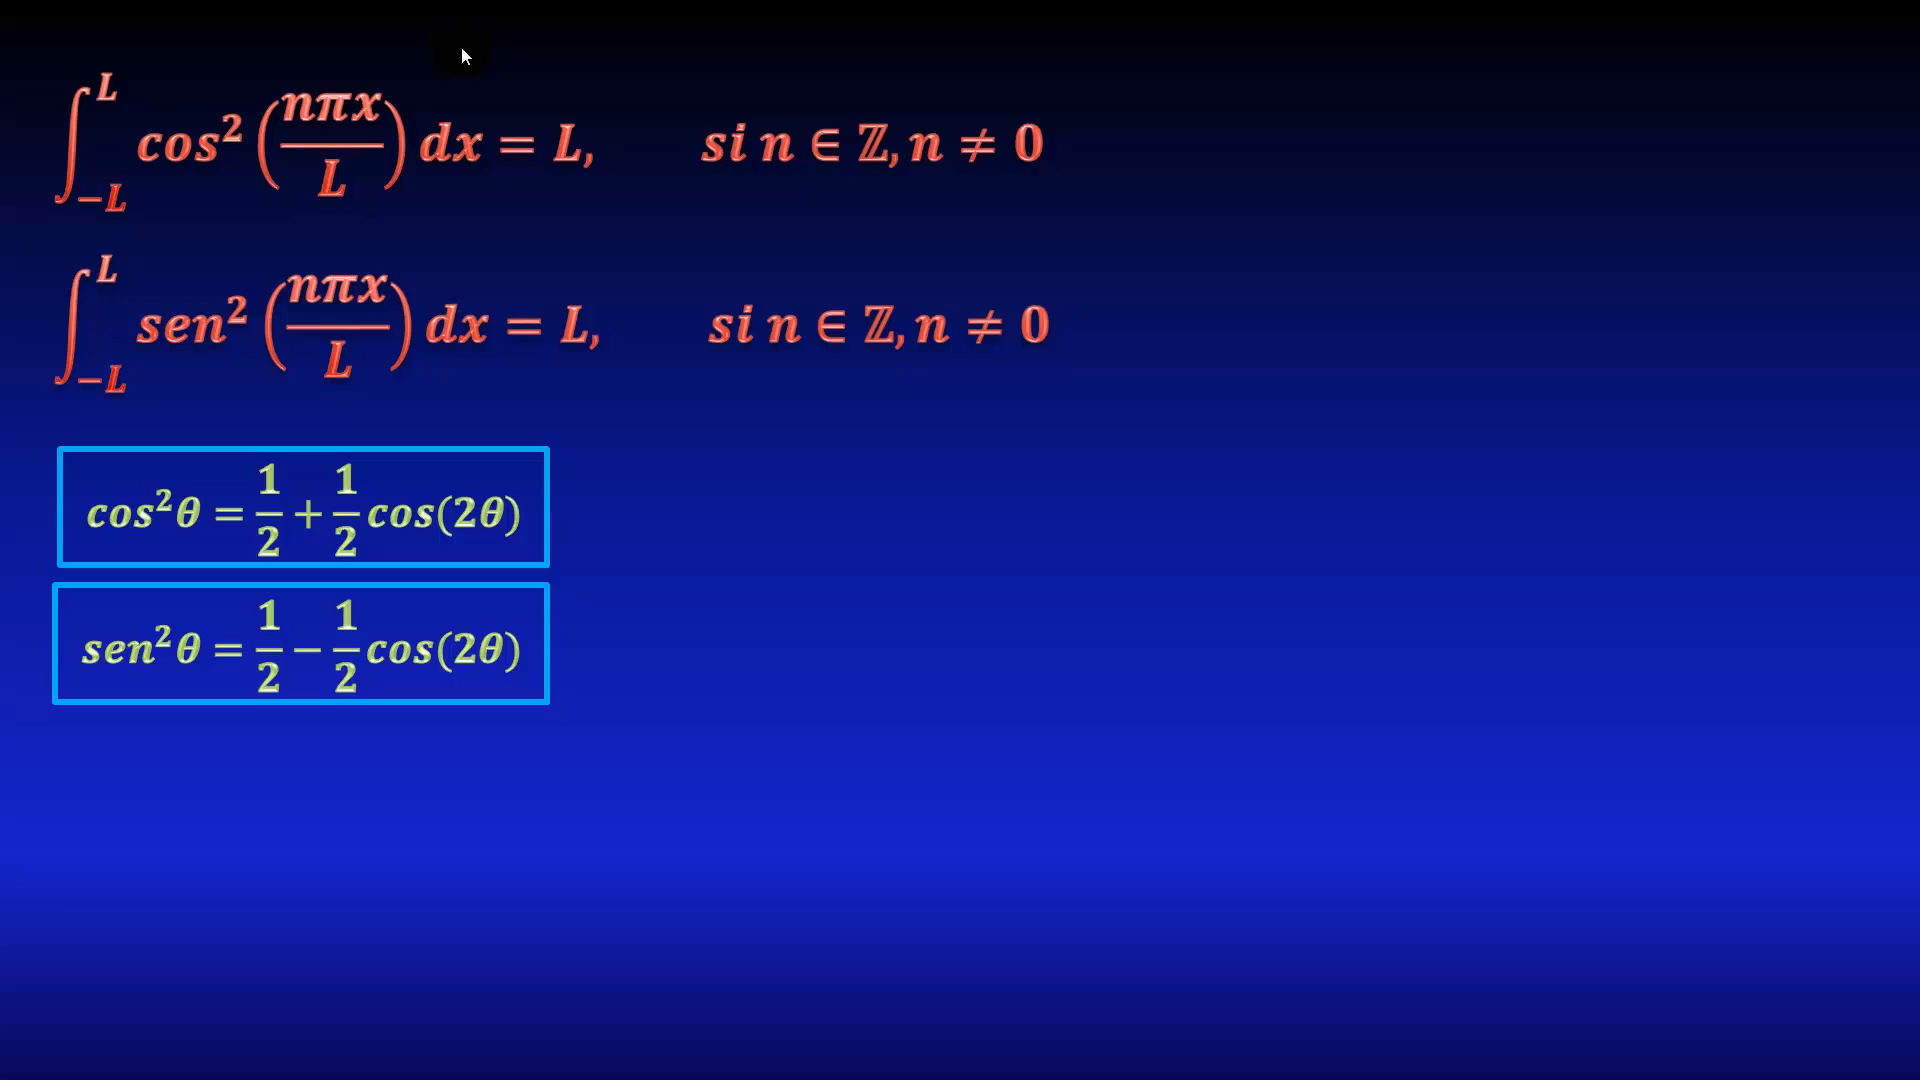 ∫_{-L}^{L} cos² (nπx / L) dx = L, si n ∈ ℤ, n ≠ 0
∫_{-L}^{L} sen² (nπx / L) dx = L, si n ∈ ℤ, n ≠ 0
cos²θ = 1/2 + 1/2 cos(2θ)
sen²θ = 1/2 − 1/2 cos(2θ)